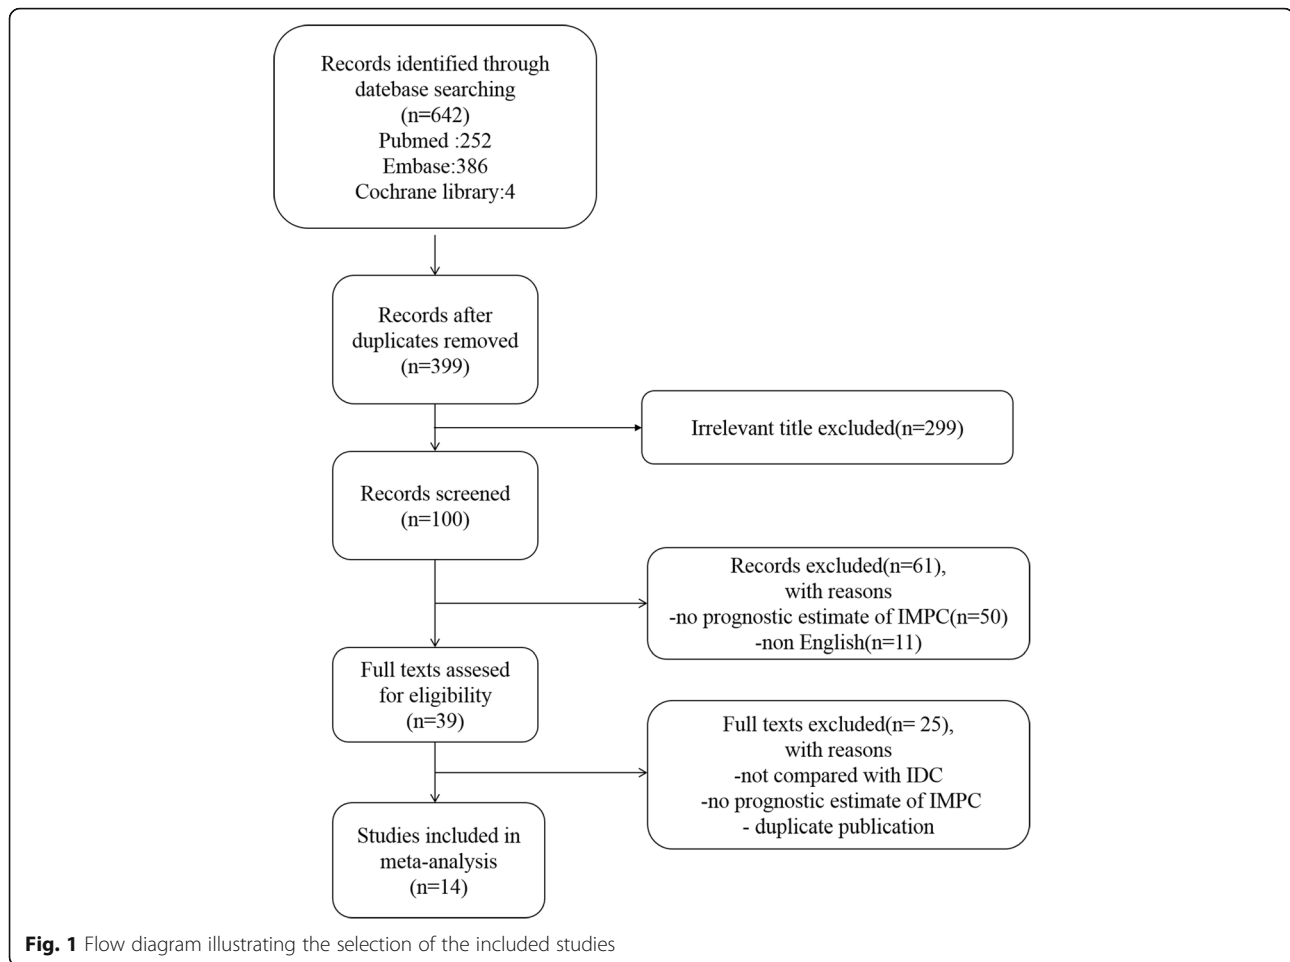 Records identified through
datebase searching
(n=642)
Pubmed :252
Embase:386
Cochrane library:4
Records after
duplicates removed
(n=399)
Irrelevant title excluded(n=299)
Records screened
(n=100)
Records excluded(n=61),
with reasons
-no prognostic estimate of IMPC(n=50)
-non English(n=11)
Full texts assesed
for eligibility
(n=39)
Full texts excluded(n= 25),
with reasons
-not compared with IDC
-no prognostic estimate of IMPC
- duplicate publication
Studies included in
meta-analysis
(n=14)
Fig. 1 Flow diagram illustrating the selection of the included studies